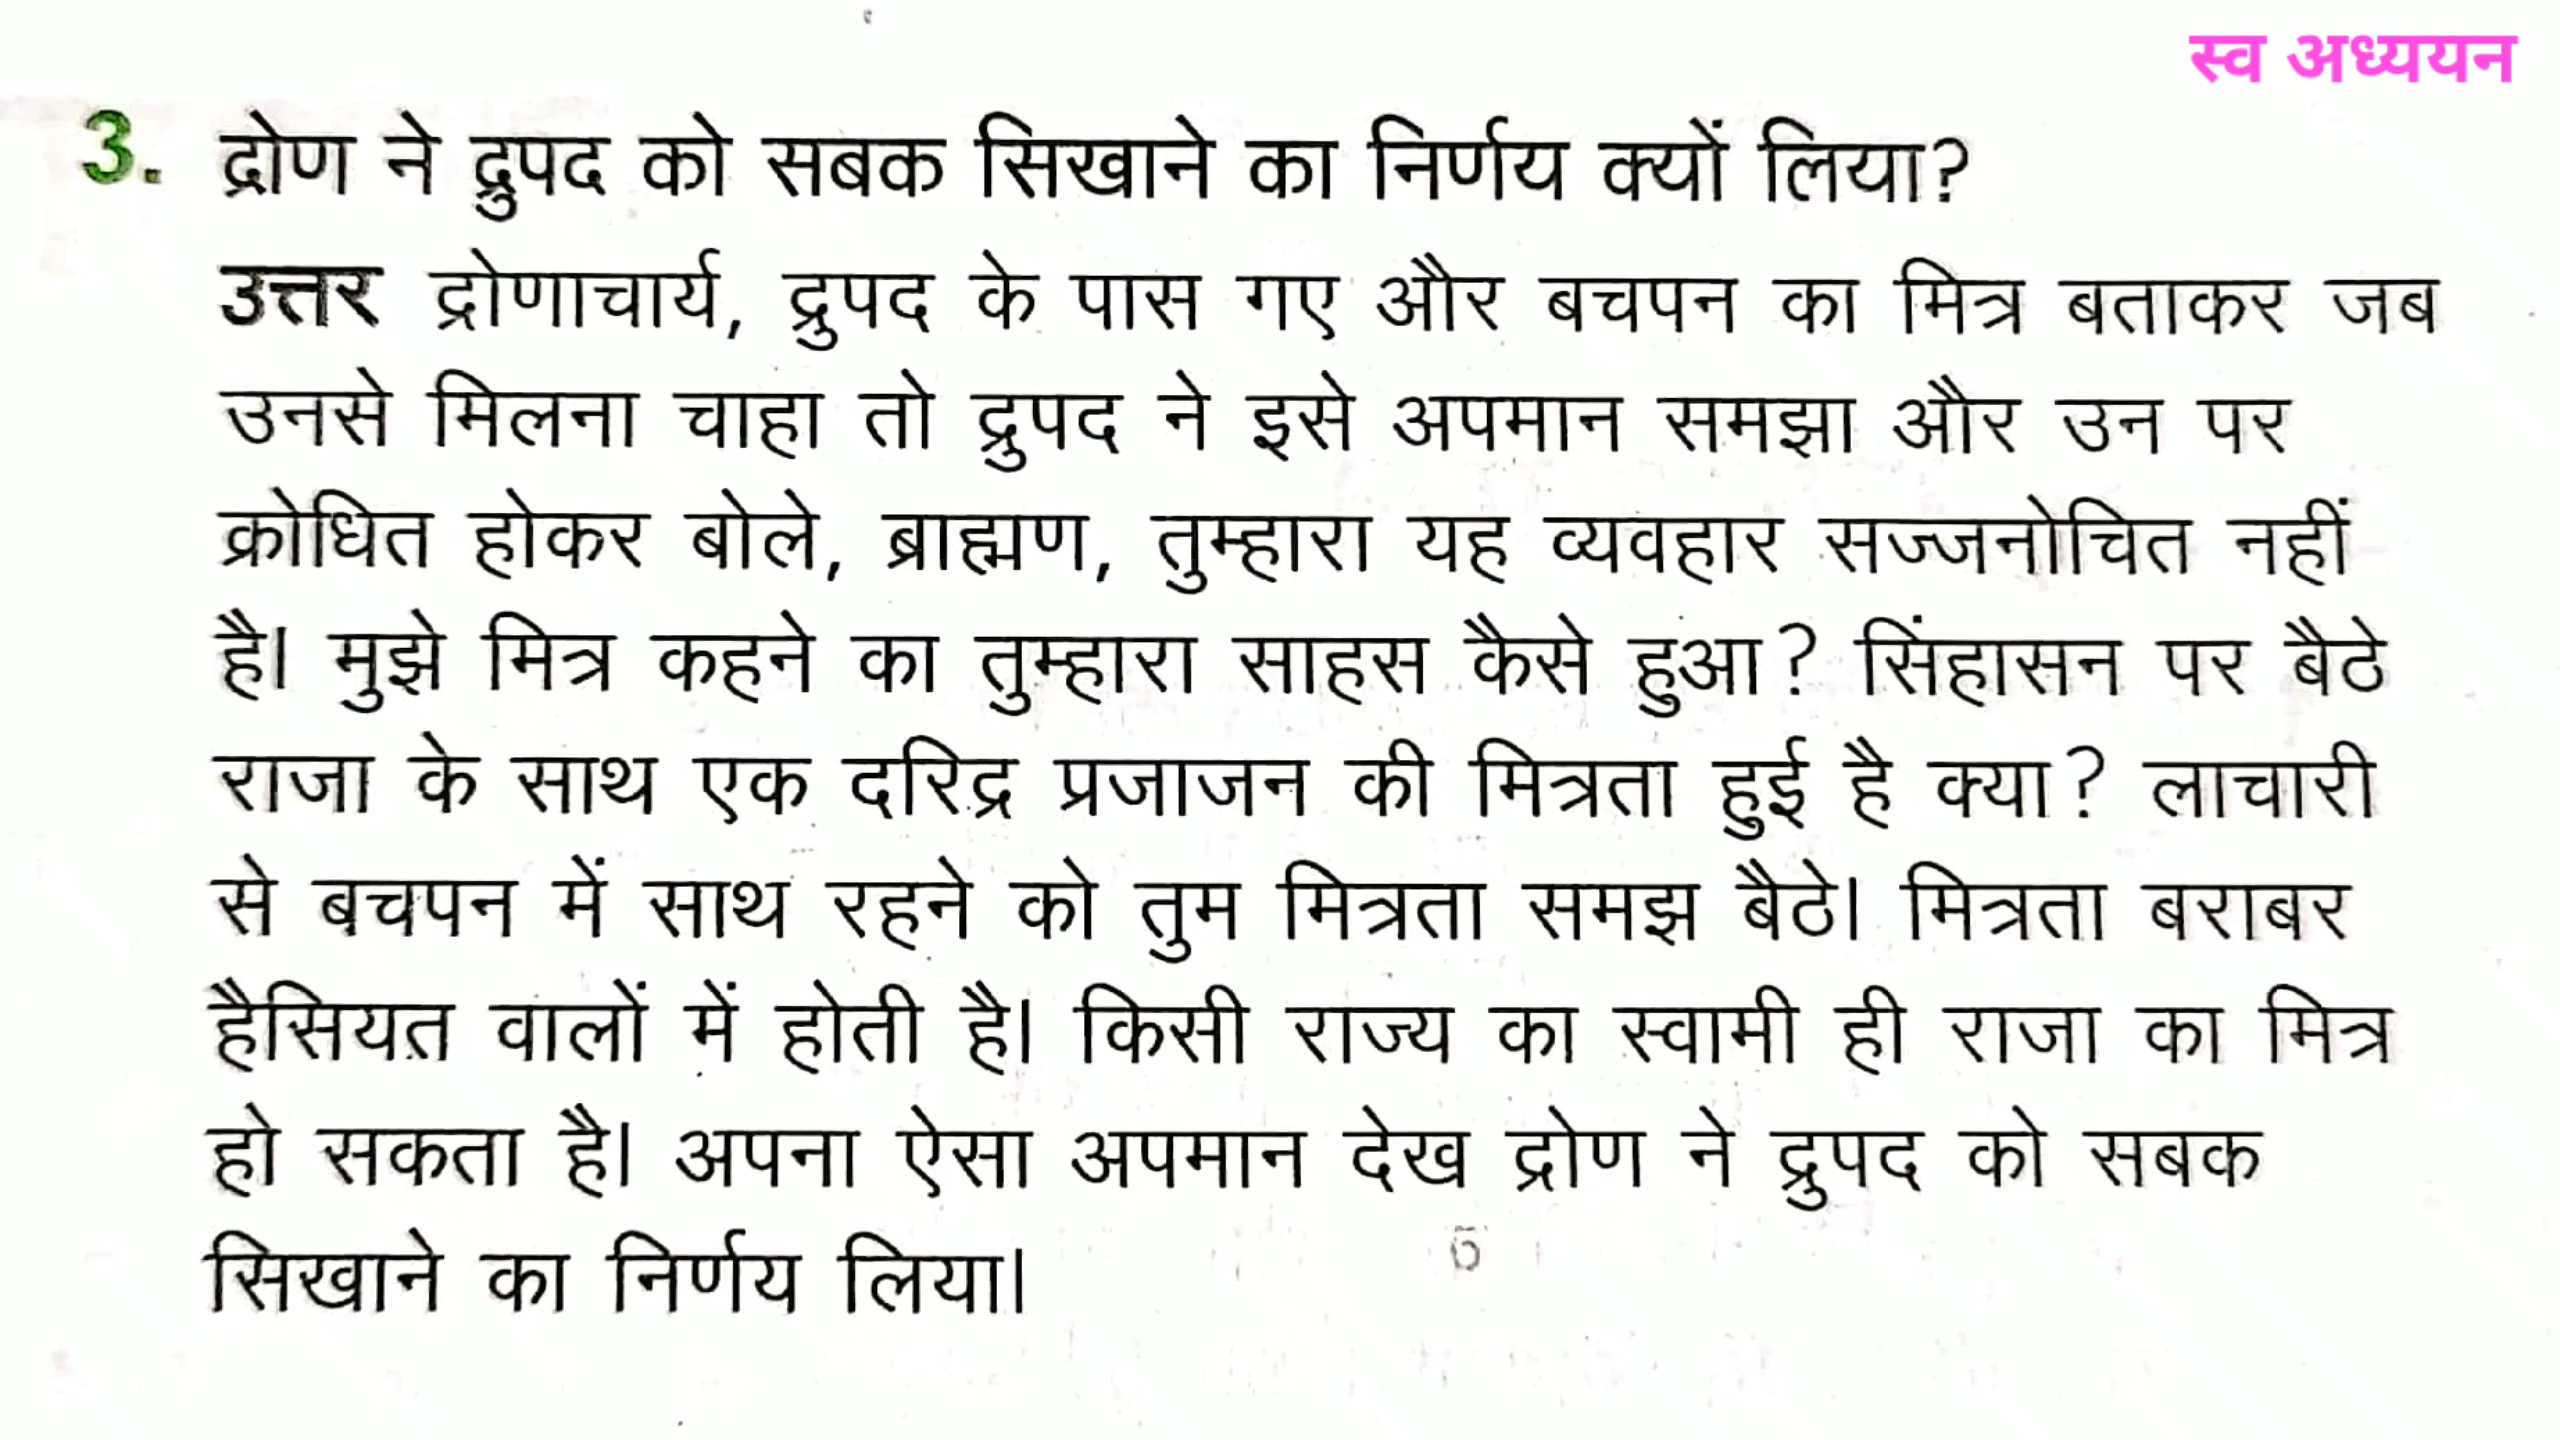 स्व अध्ययन
3. द्रोण ने द्रुपद को सबक सिखाने का निर्णय क्यों लिया?
उत्तर द्रोणाचार्य, द्रुपद के पास गए और बचपन का मित्र बताकर जब
उनसे मिलना चाहा तो द्रुपद ने इसे अपमान समझा और उन पर
क्रोधित होकर बोले, ब्राह्मण, तुम्हारा यह व्यवहार सज्जनोचित नहीं
है। मुझे मित्र कहने का तुम्हारा साहस कैसे हुआ? सिंहासन पर बैठे
राजा के साथ एक दरिद्र प्रजाजन की मित्रता हुई है क्या? लाचारी
से बचपन में साथ रहने को तुम मित्रता समझ बैठे। मित्रता बराबर
हैसियत वालों में होती है। किसी राज्य का स्वामी ही राजा का मित्र
हो सकता है। अपना ऐसा अपमान देख द्रोण ने द्रुपद को सबक
सिखाने का निर्णय लिया।